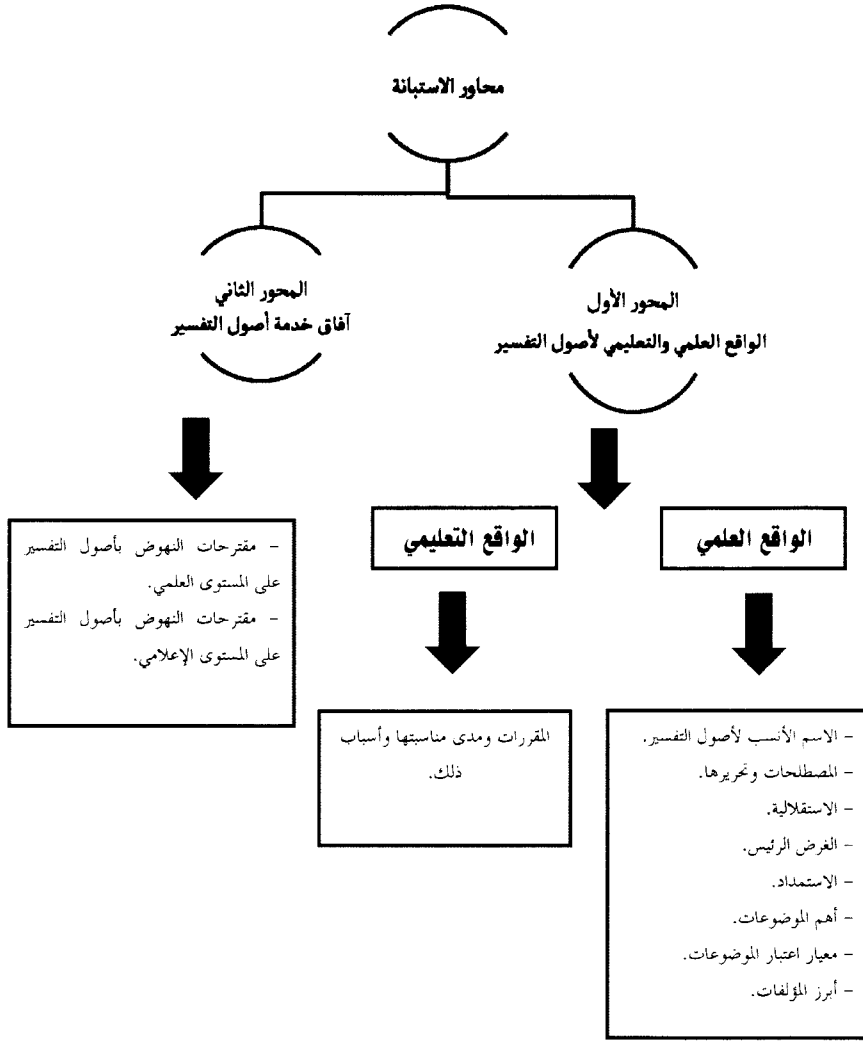 محاور الاستبانة
المحور الأول
الواقع العلمي والتعليمي لأصول التفسير
المحور الثاني
آفاق خدمة أصول التفسير
الواقع العلمي
الواقع التعليمي
– مقترحات النهوض بأصول التفسير
على المستوى العلمي.
– مقترحات النهوض بأصول التفسير
على المستوى الإعلامي.
– الاسم الأنسب لأصول التفسير.
– المصطلحات وتحريرها.
– الاستقلالية.
– الغرض الرئيس.
– الاستمداد.
– أهم الموضوعات.
– معيار اعتبار الموضوعات.
– أبرز المؤلفات.
المقررات ومدى مناسبتها وأسباب
ذلك.